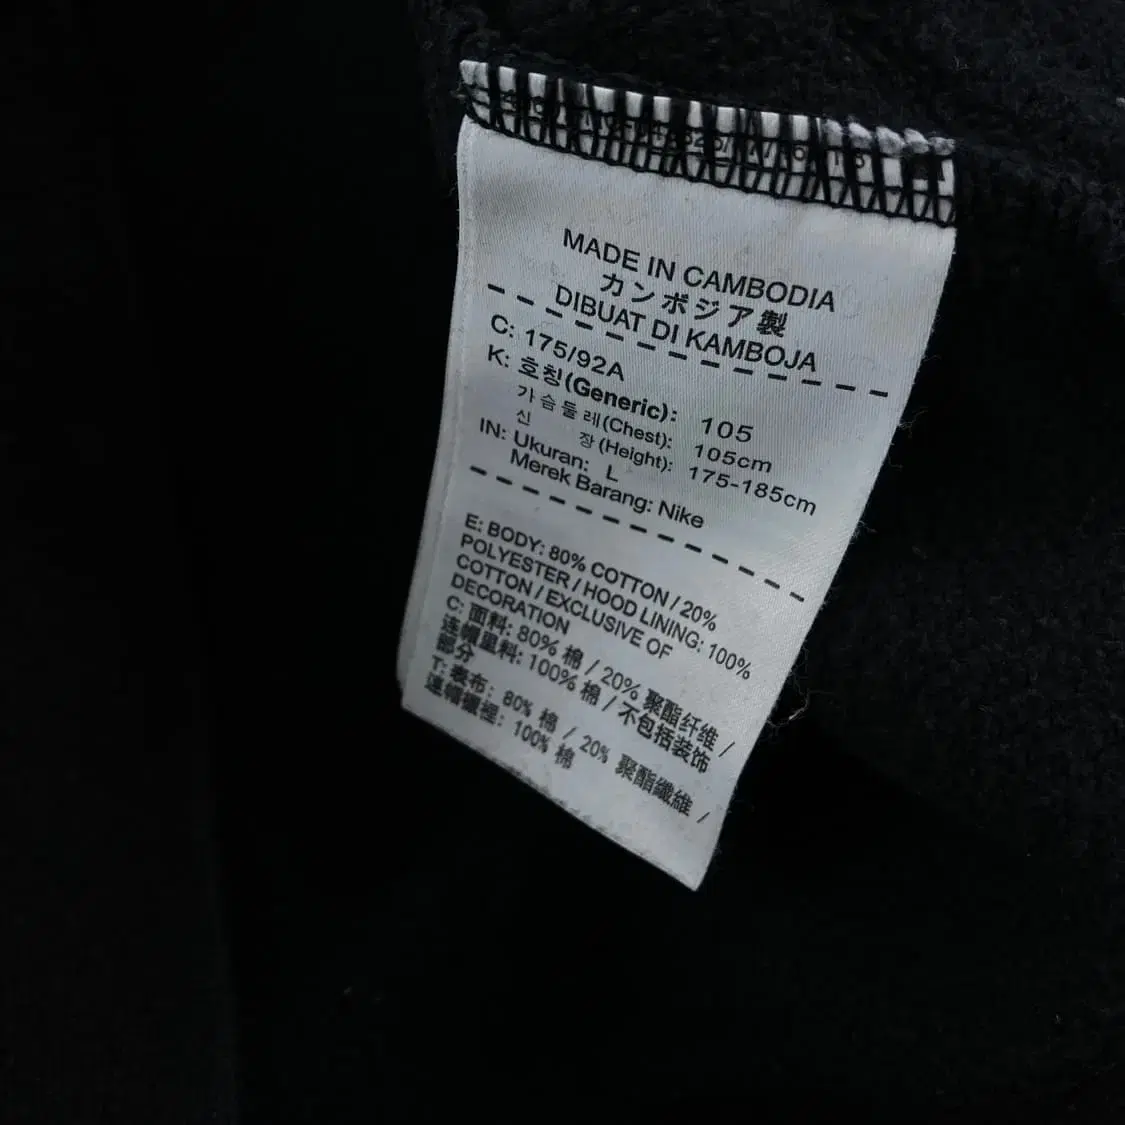 MADE IN CAMBODIA
カンボジア製
DIBUAT DI KAMBOJA
C: 175/92A
K: 호칭(Generic): 105
가슴둘레(Chest): 105cm
신 장(Height): 175-185cm
IN: Ukuran: L
Merek Barang: Nike
E: BODY: 80% COTTON / 20%
POLYESTER / HOOD LINING: 100%
COTTON / EXCLUSIVE OF
DECORATION
C: 面料: 80% 棉 / 20% 聚酯纤维 /
连帽里料: 100% 棉 / 不包括装饰
部分
T: 表布: 80% 棉 / 20% 聚酯纖維 /
連帽襯裡: 100% 棉